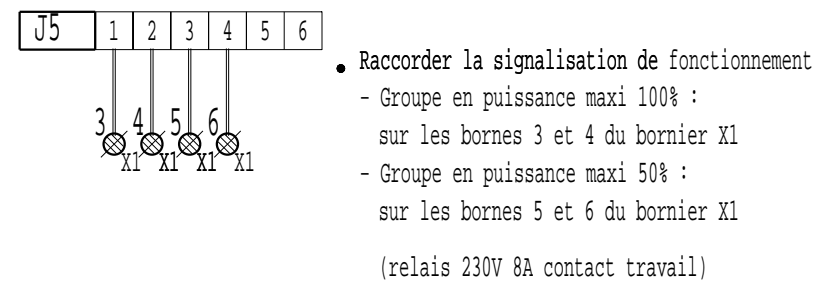 J5 1 2 3 4 5 6
3 4 5 6
X1 X1 X1 X1
• Raccorder la signalisation de fonctionnement
- Groupe en puissance maxi 100% :
sur les bornes 3 et 4 du bornier X1
- Groupe en puissance maxi 50% :
sur les bornes 5 et 6 du bornier X1
(relais 230V 8A contact travail)